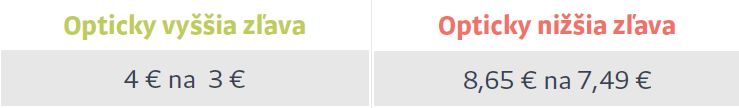 Opticky vyššia zľava
Opticky nižšia zľava
4 € na  3 €
8,65 € na 7,49 €